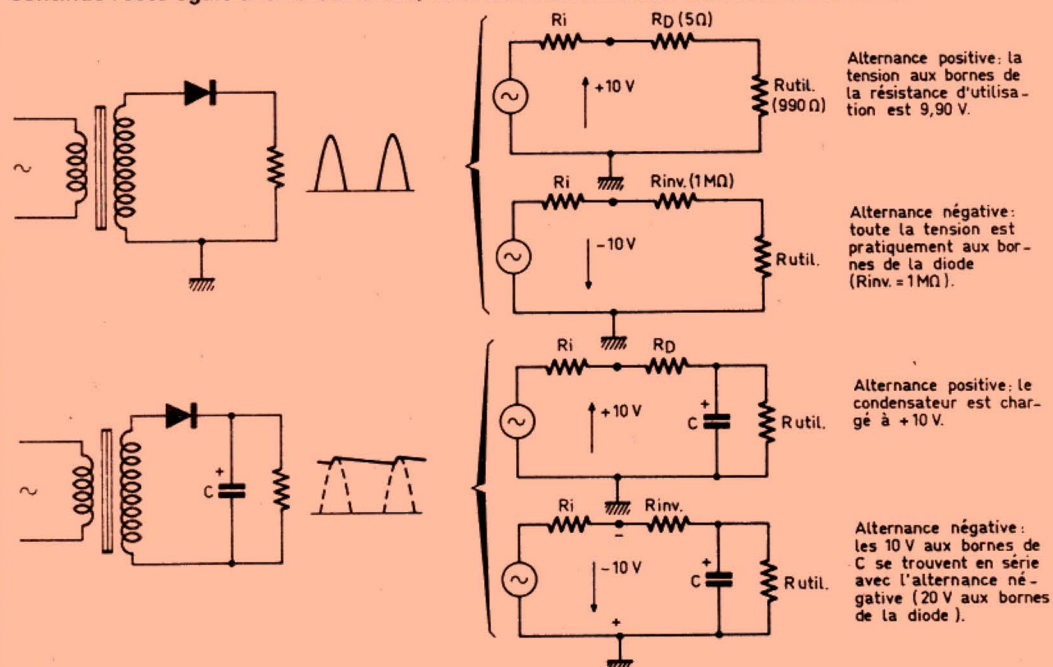 Ri
RD (5Ω)
+10 V
Rutil.
(990 Ω)
Alternance positive: la
tension aux bornes de
la résistance d'utilisa-
tion est 9,90 V.
Ri
Rinv. (1 MΩ)
-10 V
Rutil.
Alternance négative:
toute la tension est
pratiquement aux bor-
nes de la diode
(Rinv. = 1MΩ).
Ri
RD
+10 V
+
C
Rutil.
Alternance positive: le
condensateur est char-
gé à +10 V.
+
C
Ri
Rinv.
-
-10 V
+
+
C
Rutil.
Alternance négative:
les 10 V aux bornes de
C se trouvent en série
avec l'alternance né-
gative (20 V aux bornes
de la diode).